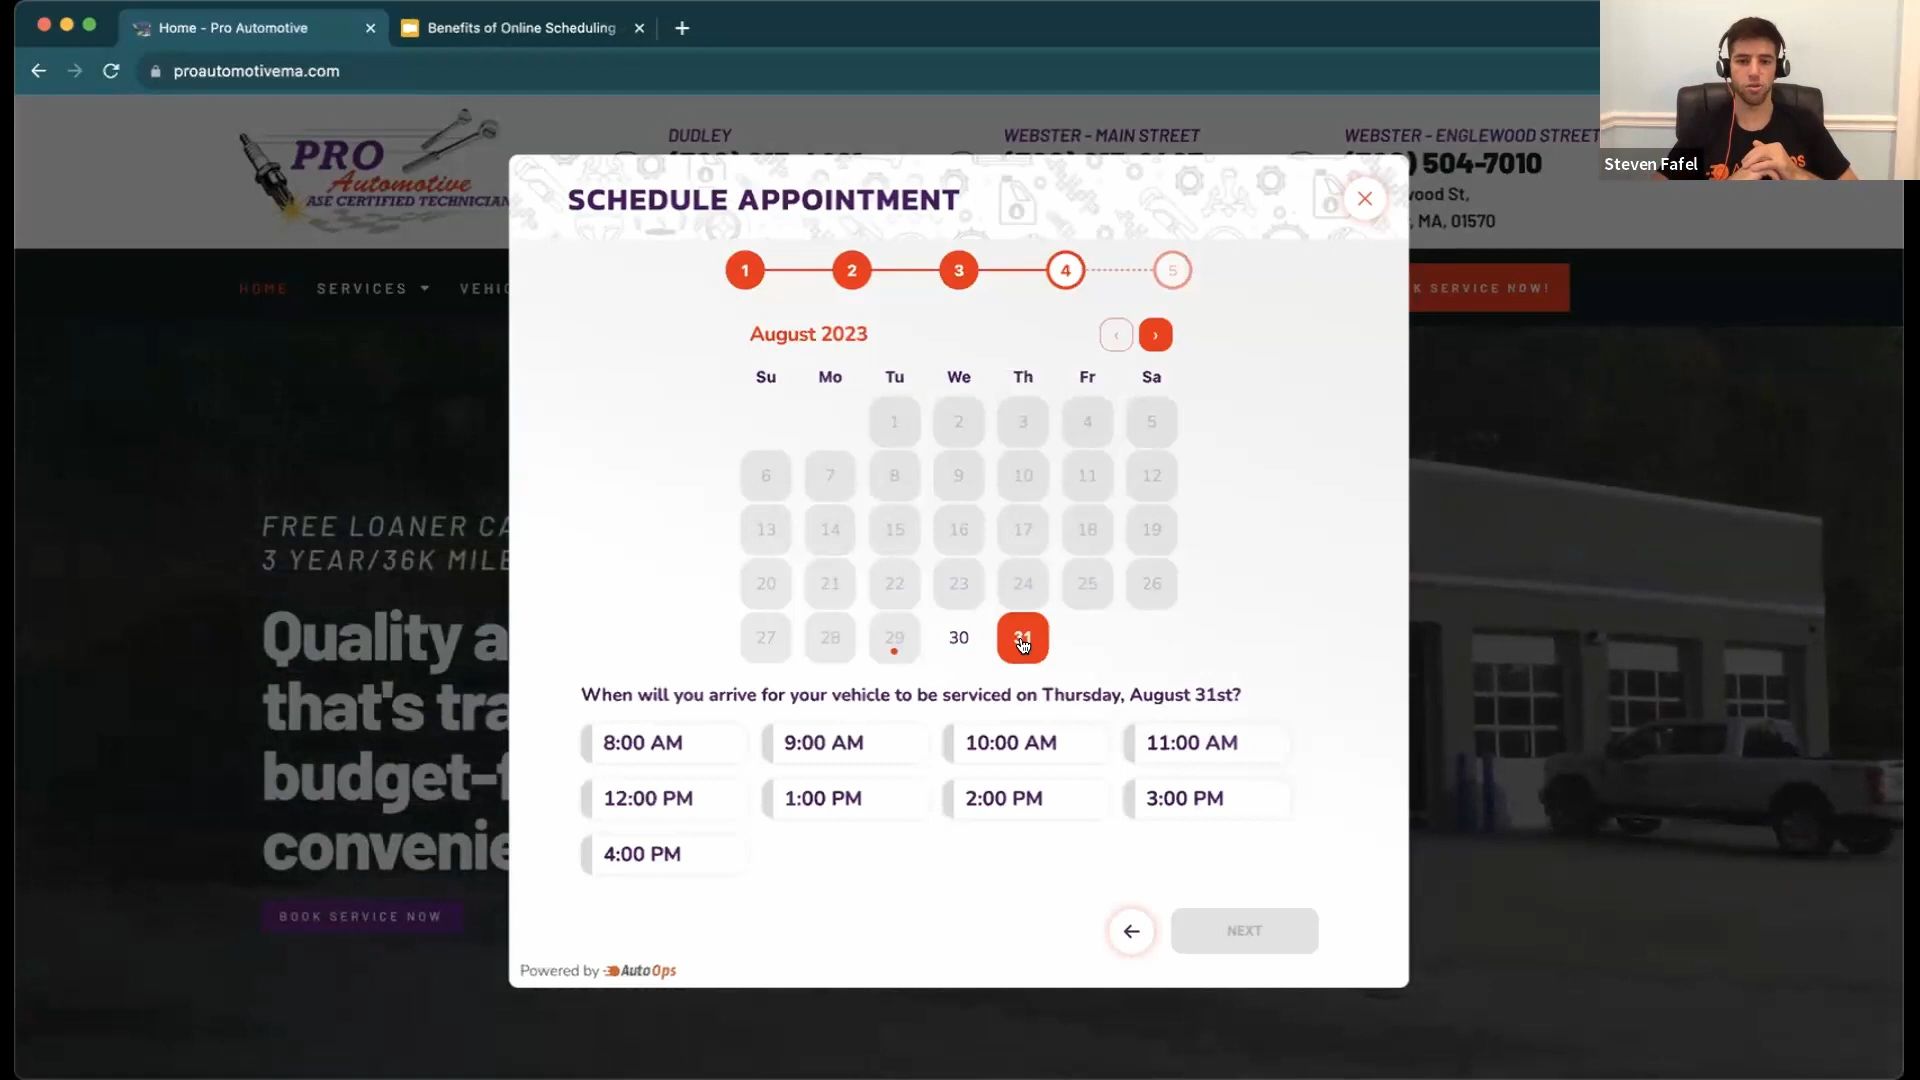 Home - Pro Automotive
Benefits of Online Scheduling
proautomotivema.com
Steven Fafel
PRO
Automotive
ASE CERTIFIED TECHNICIAN
DUDLEY
WEBSTER - MAIN STREET
WEBSTER - ENGLEWOOD STREET
504-7010
wood St,
, MA, 01570
HOME
SERVICES
VEHIC
K SERVICE NOW!
SCHEDULE APPOINTMENT
1 2 3 4 5
August 2023
Su Mo Tu We Th Fr Sa
1 2 3 4 5
6 7 8 9 10 11 12
13 14 15 16 17 18 19
20 21 22 23 24 25 26
27 28 29 30 31
When will you arrive for your vehicle to be serviced on Thursday, August 31st?
8:00 AM 9:00 AM 10:00 AM 11:00 AM
12:00 PM 1:00 PM 2:00 PM 3:00 PM
4:00 PM
NEXT
Powered by AutoOps
FREE LOANER CA
3 YEAR/36K MILE
Quality a
that's tra
budget-f
convenie
BOOK SERVICE NOW